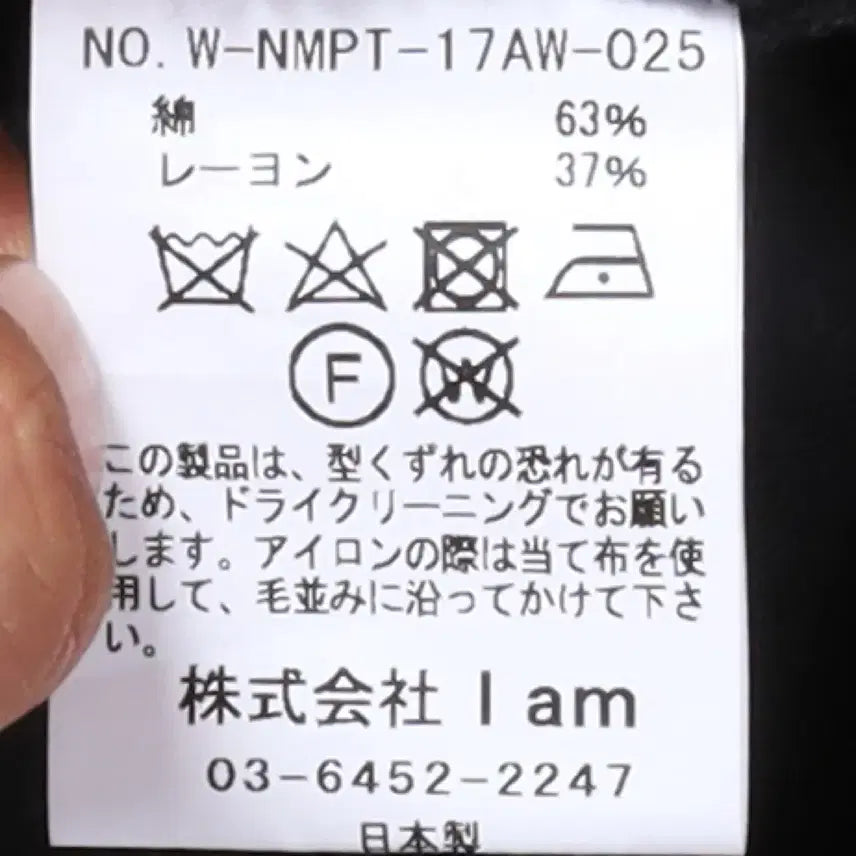 NO. W-NMPT-17AW-025
綿 63%
レーヨン 37%
F W
この製品は、型くずれの恐れが有る
ため、ドライクリーニングでお願い
します。アイロンの際は当て布を使
用して、毛並みに沿ってかけて下さ
い。
株式会社 I am
03-6452-2247
日本製